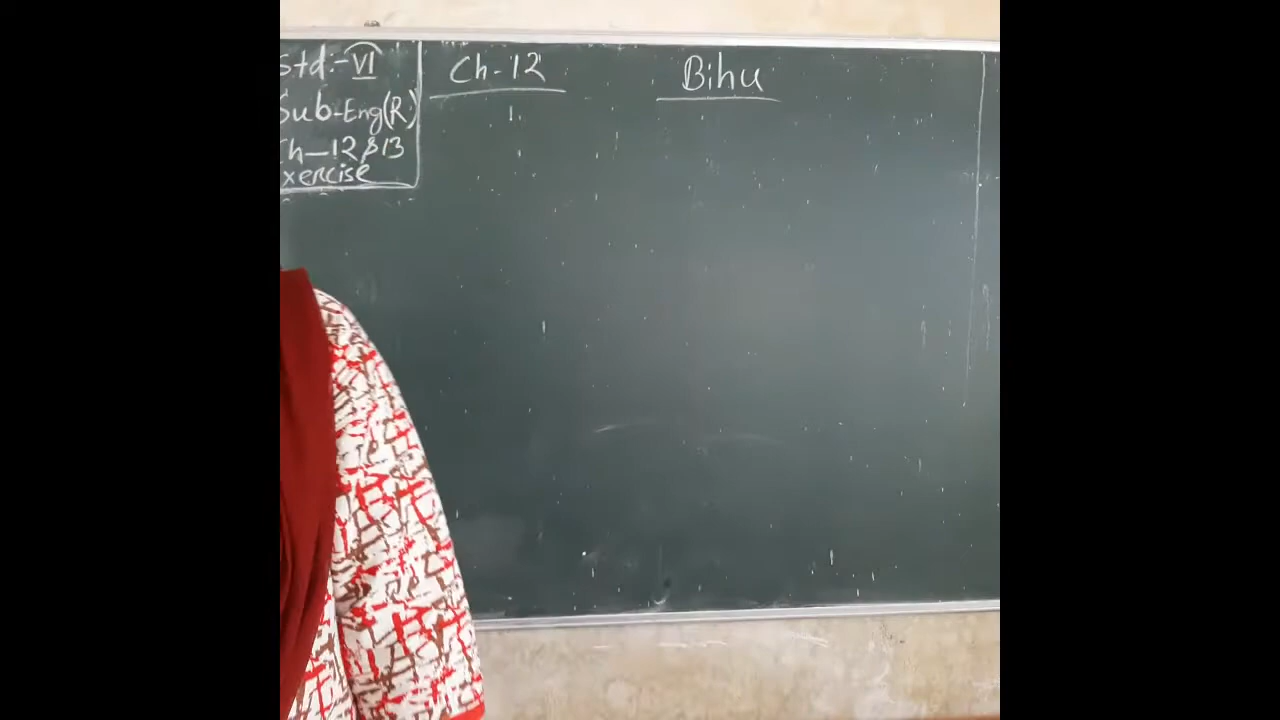 Std:- VI
Sub-Eng(R)
Ch-12 & 13
Exercise
Ch-12 Bihu